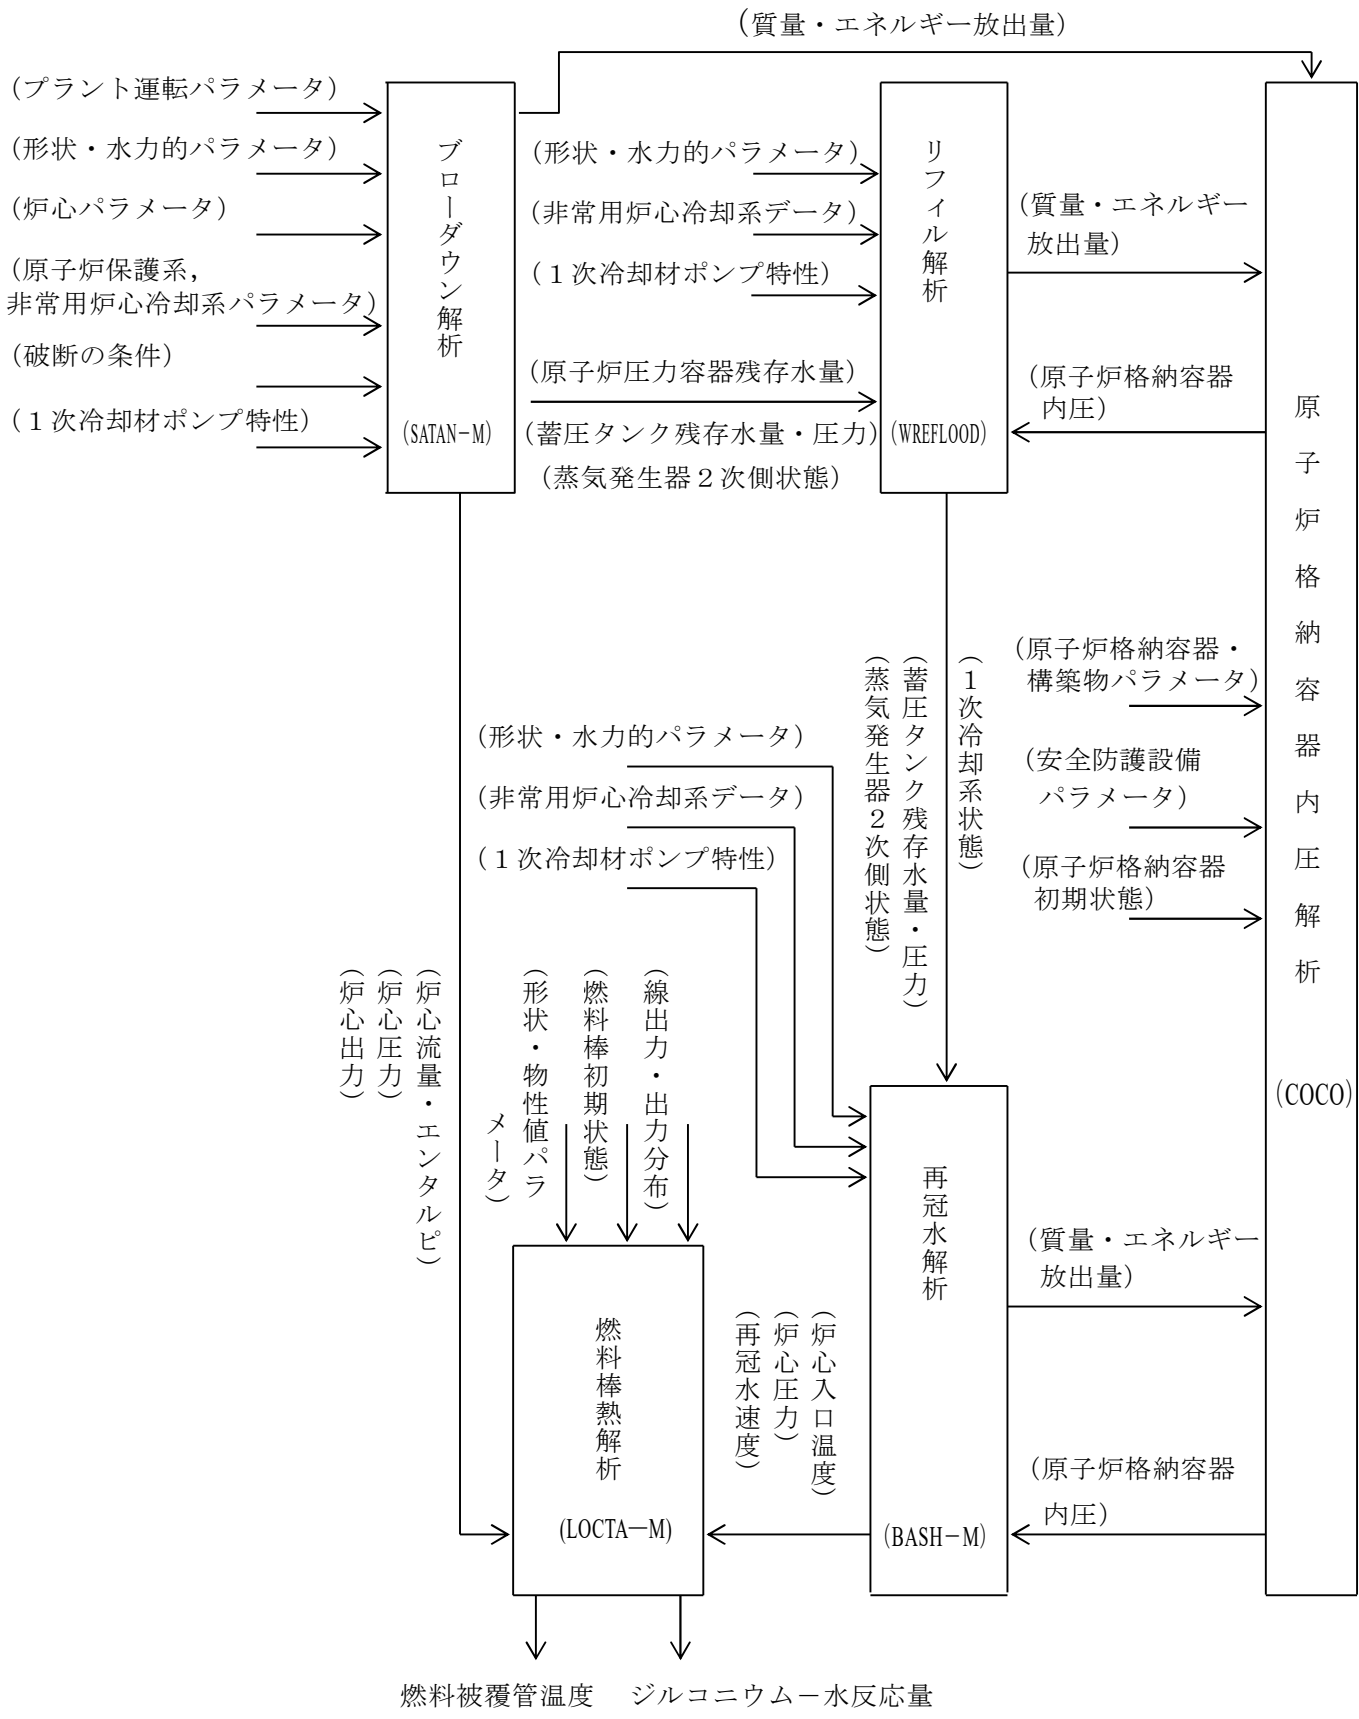 （質量・エネルギー放出量）
（プラント運転パラメータ）
（形状・水力的パラメータ）
（炉心パラメータ）
（原子炉保護系，
非常用炉心冷却系パラメータ）
（破断の条件）
（１次冷却材ポンプ特性）
ブローダウン解析
（SATAN－M）
（形状・水力的パラメータ）
（非常用炉心冷却系データ）
（１次冷却材ポンプ特性）
（原子炉圧力容器残存水量）
（蓄圧タンク残存水量・圧力）
（蒸気発生器２次側状態）
リフィル解析
（WREFLOOD）
（質量・エネルギー
放出量）
（原子炉格納容器
内圧）
原子炉格納容器内圧解析
（COCO）
（原子炉格納容器・
構築物パラメータ）
（安全防護設備
パラメータ）
（原子炉格納容器
初期状態）
（１次冷却系状態）
（蓄圧タンク残存水量・圧力）
（蒸気発生器２次側状態）
（形状・水力的パラメータ）
（非常用炉心冷却系データ）
（１次冷却材ポンプ特性）
（炉心流量・エンタルピ）
（炉心圧力）
（炉心出力）
（線出力・出力分布）
（燃料棒初期状態）
（形状・物性値パラ
メータ）
再冠水解析
（BASH－M）
（質量・エネルギー
放出量）
（原子炉格納容器
内圧）
（炉心入口温度）
（炉心圧力）
（再冠水速度）
燃料棒熱解析
(LOCTA―M)
燃料被覆管温度
ジルコニウム－水反応量